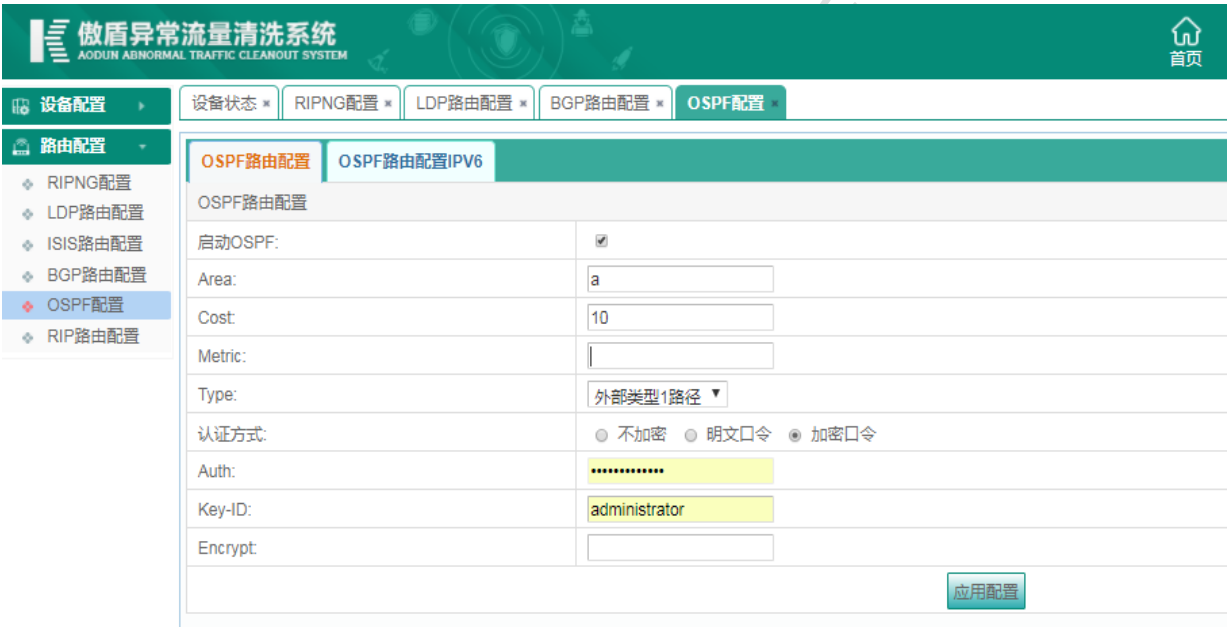 傲盾异常流量清洗系统
AODUN ABNORMAL TRAFFIC CLEANOUT SYSTEM
首页
设备配置
路由配置
RIPNG配置
LDP路由配置
ISIS路由配置
BGP路由配置
OSPF配置
RIP路由配置
设备状态 RIPNG配置 LDP路由配置 BGP路由配置 OSPF配置
OSPF路由配置 OSPF路由配置IPV6
OSPF路由配置
启动OSPF:
Area: a
Cost: 10
Metric:
Type: 外部类型1路径
认证方式: 不加密 明文口令 加密口令
Auth: •••••••••••••
Key-ID: administrator
Encrypt:
应用配置